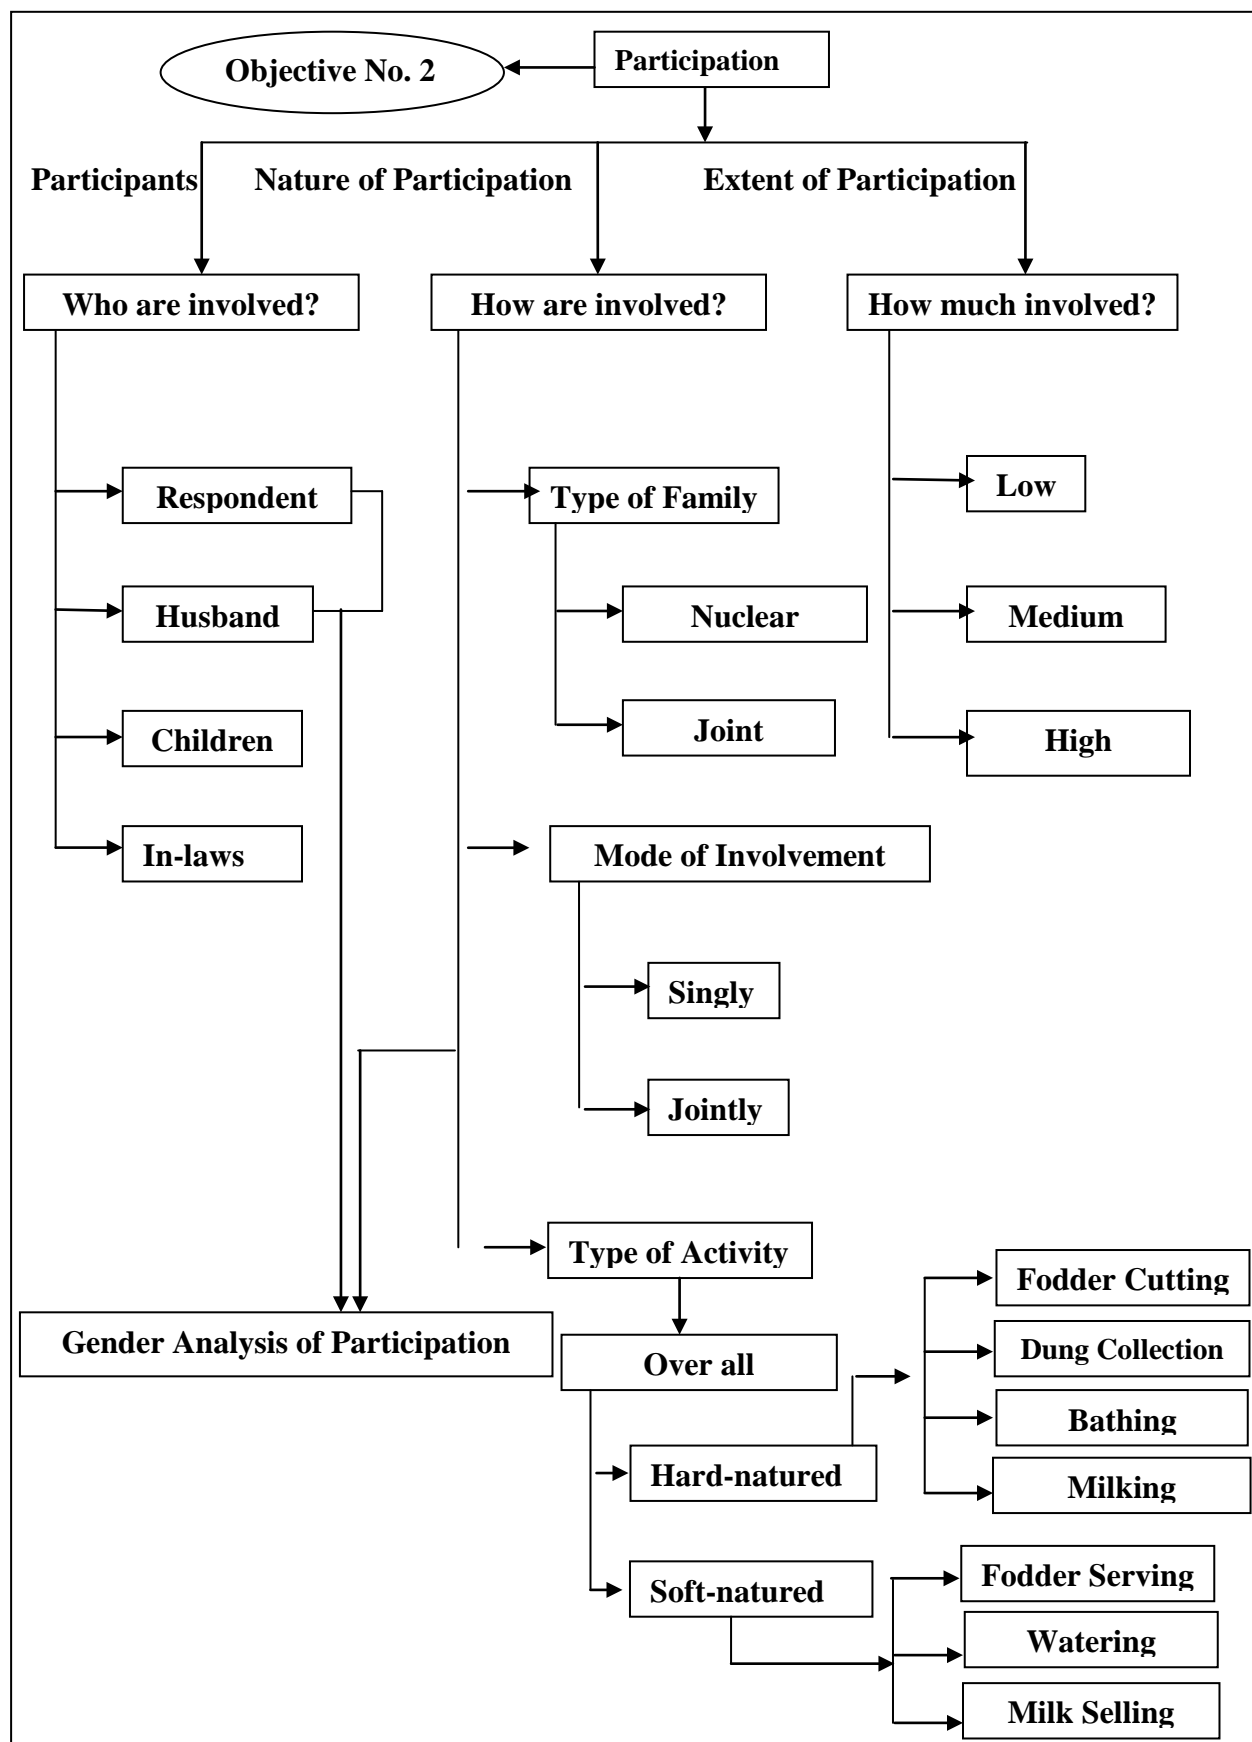 Objective No. 2
Participation
Participants
Nature of Participation
Extent of Participation
Who are involved?
How are involved?
How much involved?
Respondent
Type of Family
Low
Husband
Nuclear
Medium
Children
Joint
High
In-laws
Mode of Involvement
Singly
Jointly
Type of Activity
Fodder Cutting
Gender Analysis of Participation
Over all
Dung Collection
Bathing
Hard-natured
Milking
Soft-natured
Fodder Serving
Watering
Milk Selling